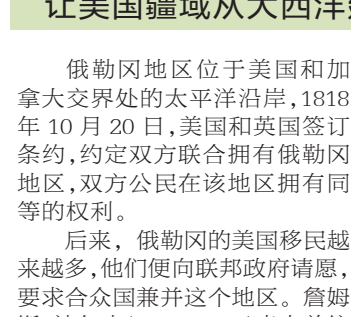 让美国疆域从大西洋
俄勒冈地区位于美国和加
拿大交界处的太平洋沿岸,1818
年 10 月 20 日,美国和英国签订
条约,约定双方联合拥有俄勒冈
地区,双方公民在该地区拥有同
等的权利。
后来，俄勒冈的美国移民越
来越多,他们便向联邦政府请愿,
要求合众国兼并这个地区。詹姆